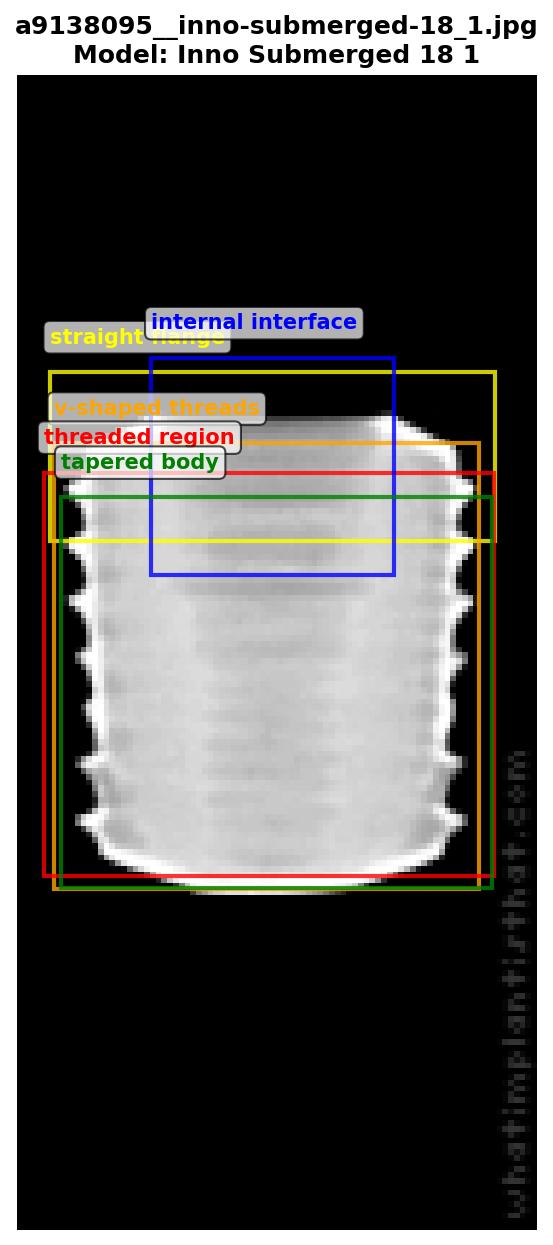 a9138095__inno-submerged-18_1.jpg
Model: Inno Submerged 18 1
internal interface
straight flange
v-shaped threads
threaded region
tapered body
whatimplantisthat.com